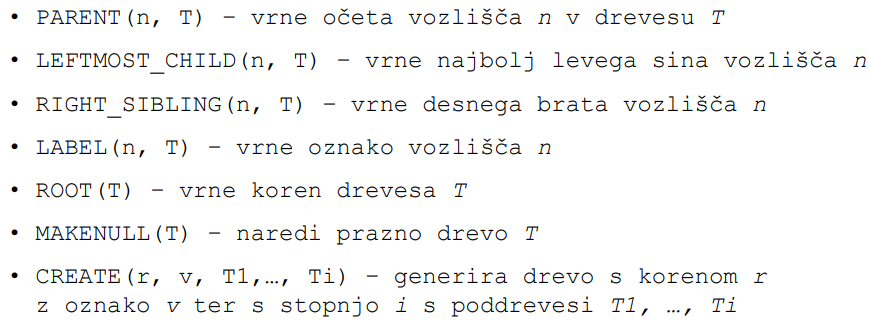 • PARENT(n, T) – vrne očeta vozlišča n v drevesu T
• LEFTMOST_CHILD(n, T) – vrne najbolj levega sina vozlišča n
• RIGHT_SIBLING(n, T) – vrne desnega brata vozlišča n
• LABEL(n, T) – vrne oznako vozlišča n
• ROOT(T) – vrne koren drevesa T
• MAKENULL(T) – naredi prazno drevo T
• CREATE(r, v, T1,…, Ti) – generira drevo s korenom r
z oznako v ter s stopnjo i s poddrevesi T1, …, Ti